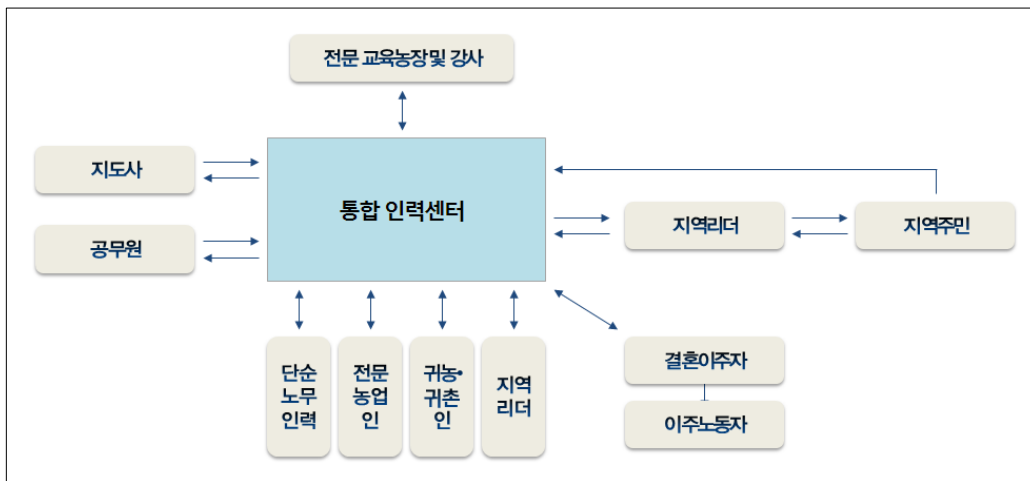 전문 교육농장 및 강사
지도사
통합 인력센터
공무원
지역리더
지역주민
단순
노무
인력
전문
농업
인
귀농•
귀촌
인
지역
리더
결혼이주자
이주노동자